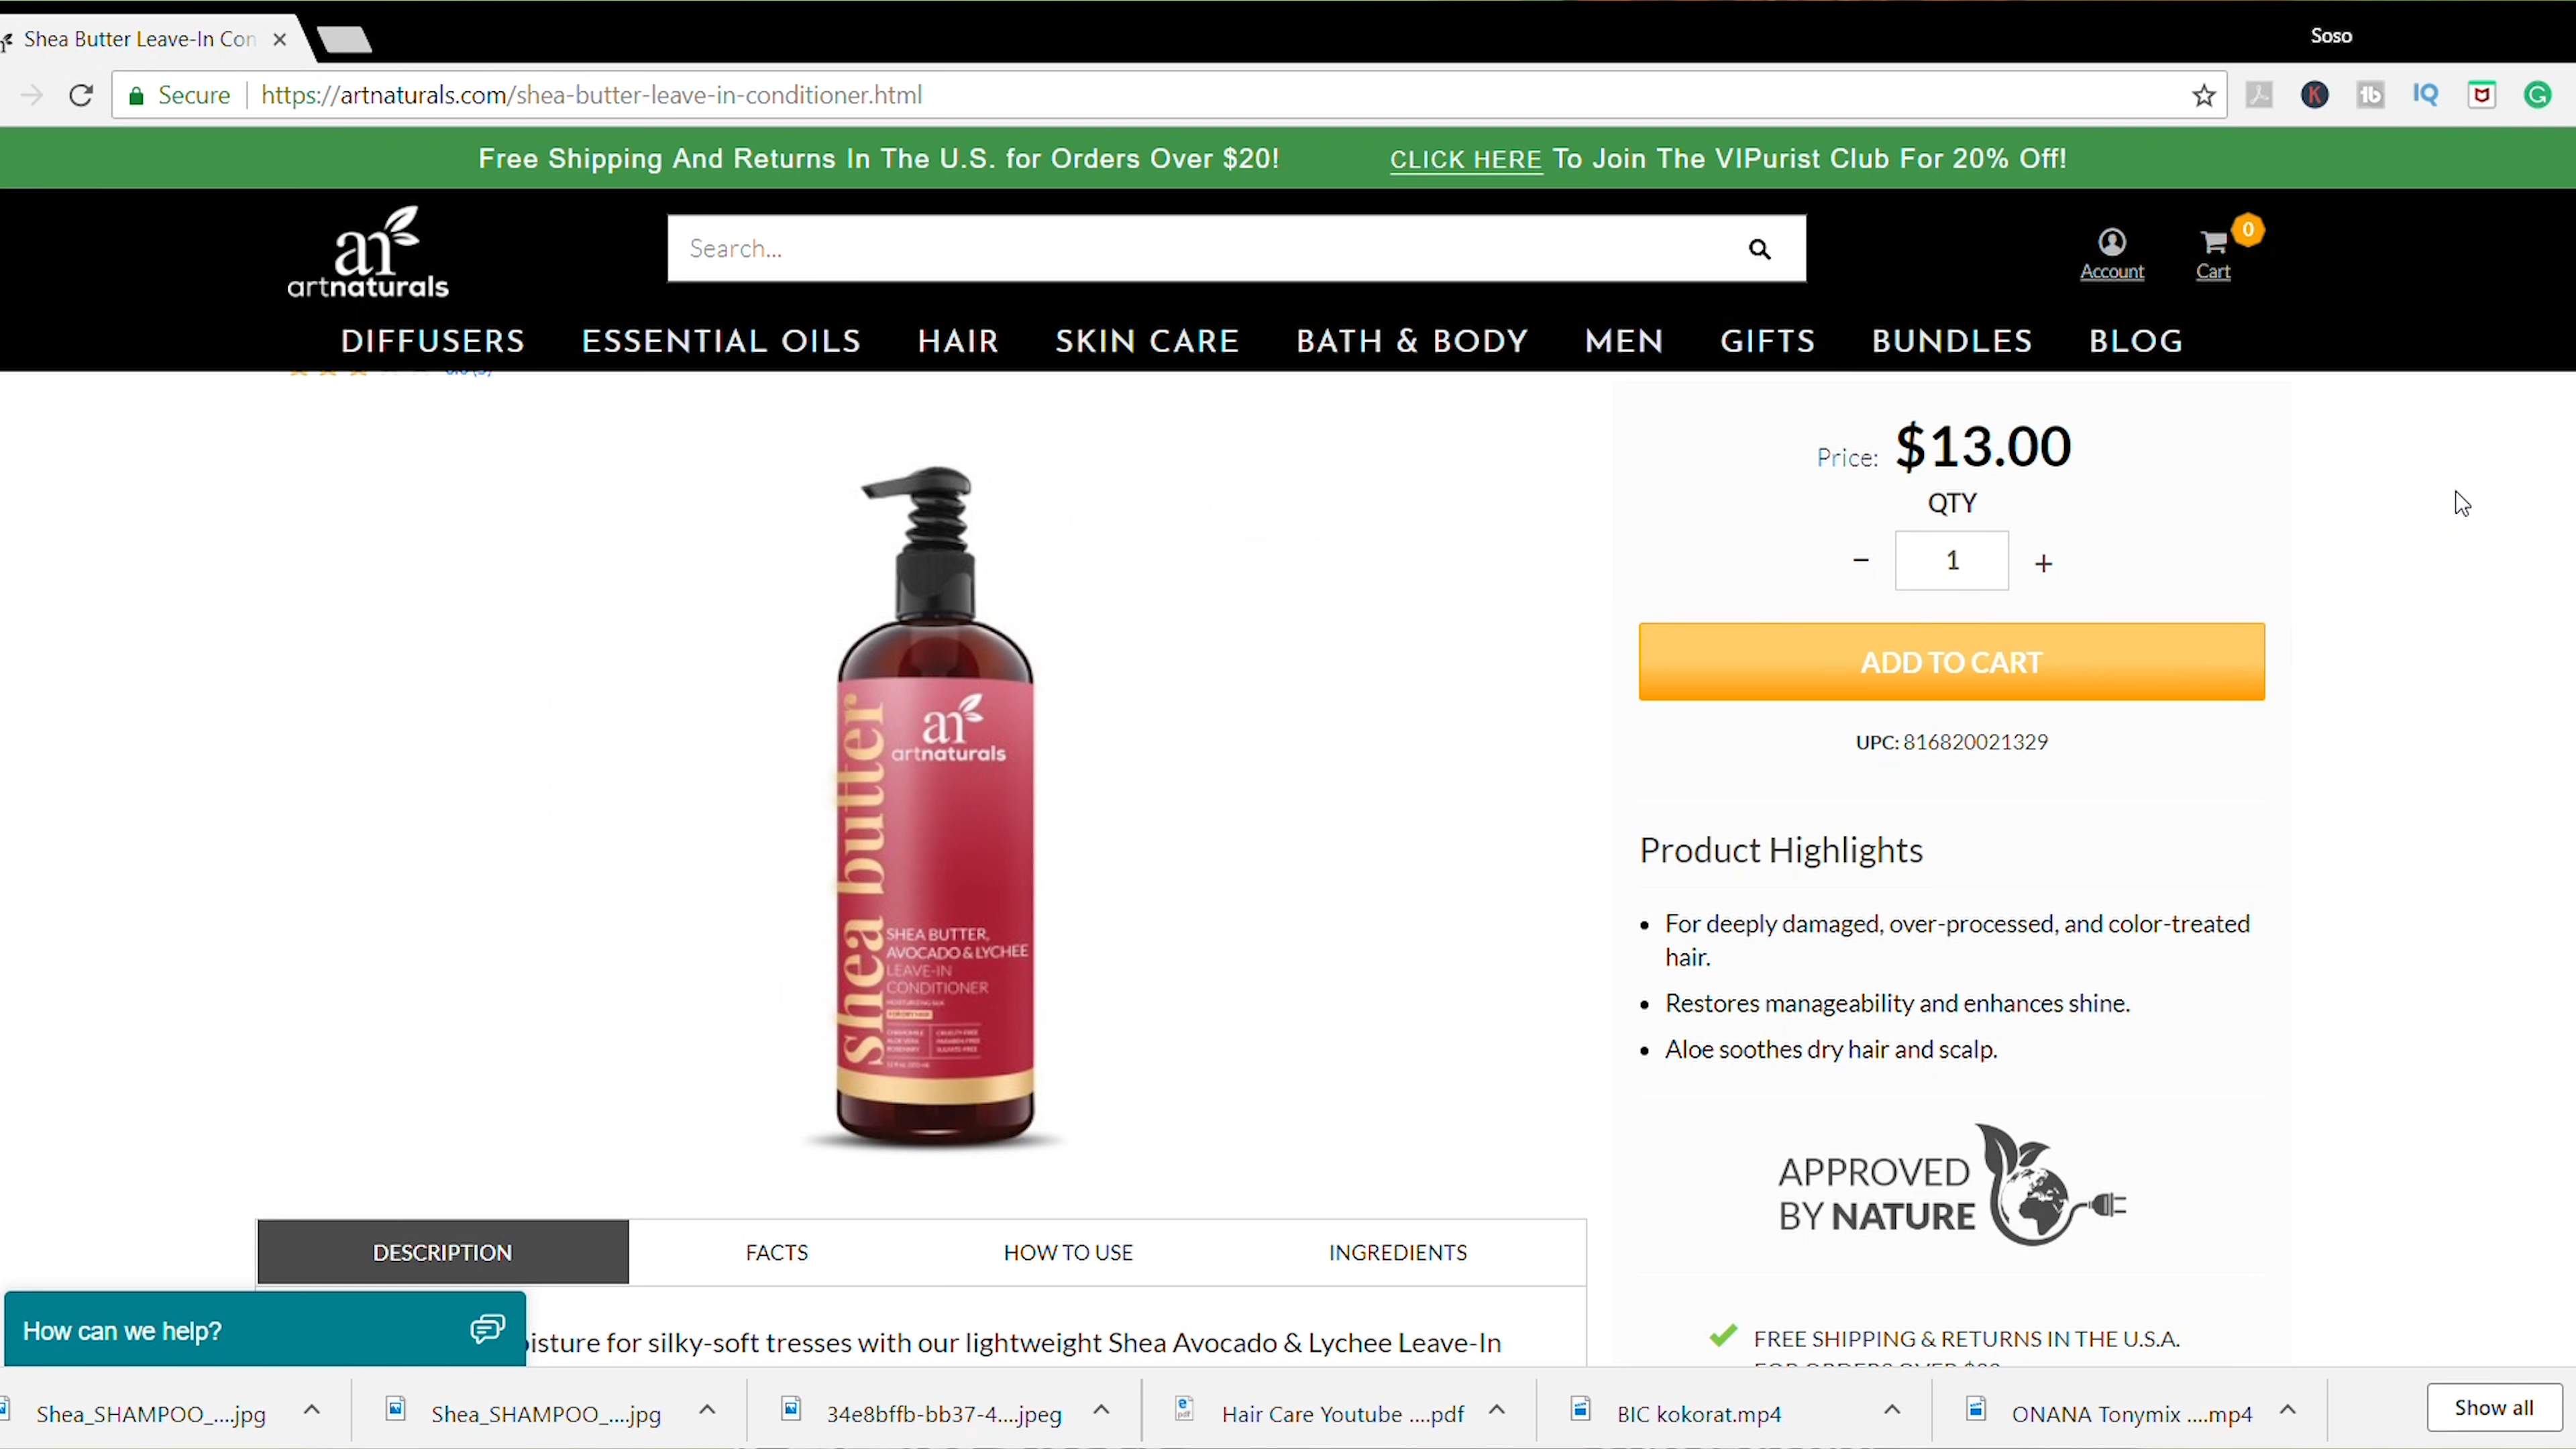 Shea Butter Leave-In Con
Soso
Secure
https://artnaturals.com/shea-butter-leave-in-conditioner.html
Free Shipping And Returns In The U.S. for Orders Over $20!
CLICK HERE To Join The VIPurist Club For 20% Off!
an
artnaturals
Search...
Account
0
Cart
DIFFUSERS
ESSENTIAL OILS
HAIR
SKIN CARE
BATH & BODY
MEN
GIFTS
BUNDLES
BLOG
Price: $13.00
QTY
− 1 +
ADD TO CART
UPC: 816820021329
an
artnaturals
shea butter
SHEA BUTTER,
AVOCADO & LYCHEE
LEAVE-IN
CONDITIONER
Product Highlights
• For deeply damaged, over-processed, and color-treated
hair.
• Restores manageability and enhances shine.
• Aloe soothes dry hair and scalp.
APPROVED
BY NATURE
DESCRIPTION
FACTS
HOW TO USE
INGREDIENTS
How can we help?
isture for silky-soft tresses with our lightweight Shea Avocado & Lychee Leave-In
FREE SHIPPING & RETURNS IN THE U.S.A.
Shea_SHAMPOO_....jpg
Shea_SHAMPOO_....jpg
34e8bffb-bb37-4....jpeg
Hair Care Youtube ....pdf
BIC kokorat.mp4
ONANA Tonymix ....mp4
Show all